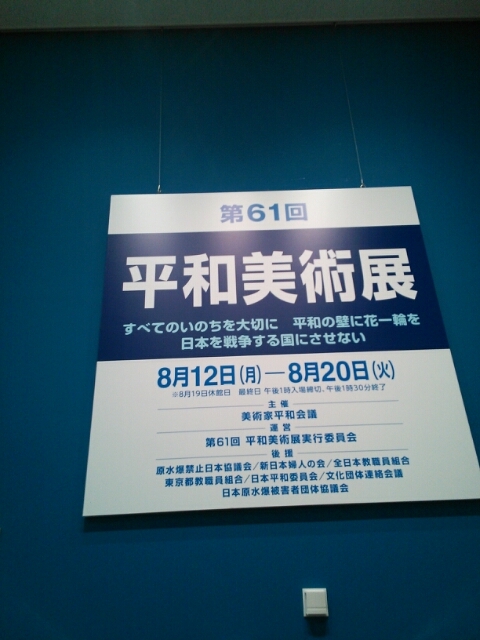 第61回
平和美術展
すべてのいのちを大切に　平和の壁に花一輪を
日本を戦争する国にさせない
8月12日(月)―8月20日(火)
※8月19日休館日　最終日 午後1時入場締切、午後1時30分終了
主催
美術家平和会議
運営
第61回 平和美術展実行委員会
後援
原水爆禁止日本協議会/新日本婦人の会/全日本教職員組合
東京都教職員組合/日本平和委員会/文化団体連絡会議
日本原水爆被害者団体協議会